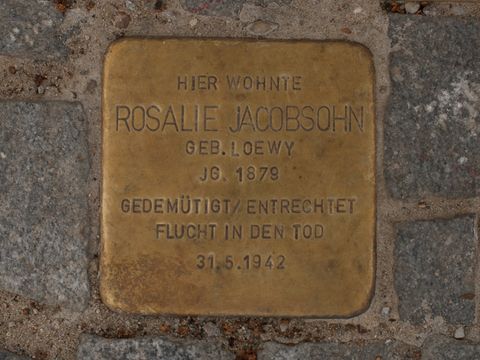 HIER WOHNTE
ROSALIE JACOBSOHN
GEB. LOEWY
JG. 1879
GEDEMÜTIGT/ENTRECHTET
FLUCHT IN DEN TOD
31.5.1942